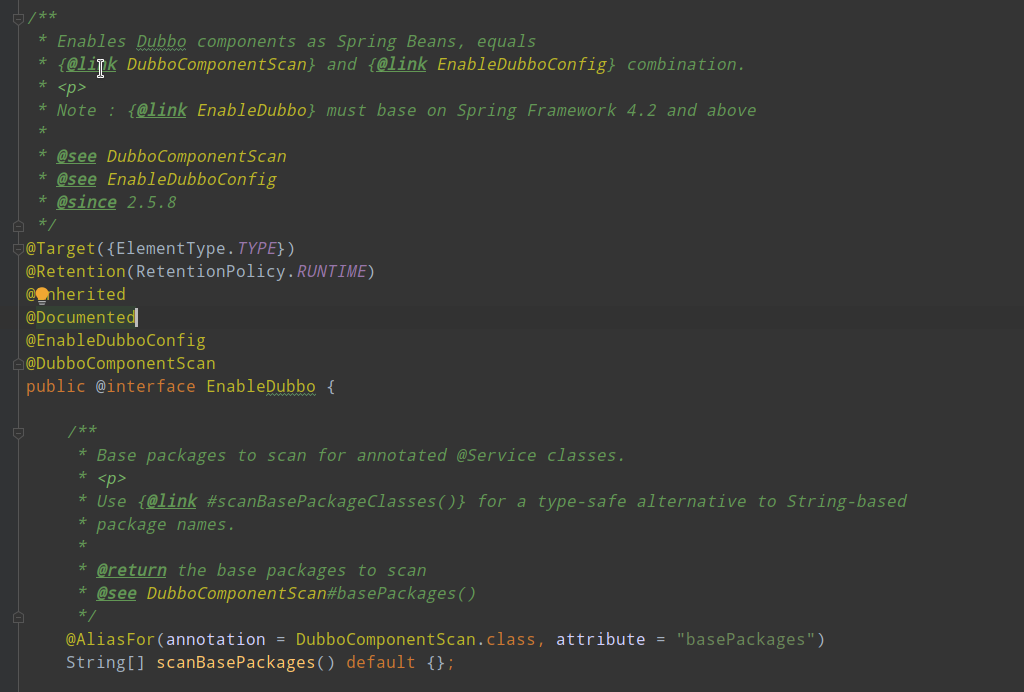 /**
 * Enables Dubbo components as Spring Beans, equals
 * {@link DubboComponentScan} and {@link EnableDubboConfig} combination.
 * <p>
 * Note : {@link EnableDubbo} must base on Spring Framework 4.2 and above
 *
 * @see DubboComponentScan
 * @see EnableDubboConfig
 * @since 2.5.8
 */
@Target({ElementType.TYPE})
@Retention(RetentionPolicy.RUNTIME)
@Inherited
@Documented
@EnableDubboConfig
@DubboComponentScan
public @interface EnableDubbo {
    /**
     * Base packages to scan for annotated @Service classes.
     * <p>
     * Use {@link #scanBasePackageClasses()} for a type-safe alternative to String-based
     * package names.
     *
     * @return the base packages to scan
     * @see DubboComponentScan#basePackages()
     */
    @AliasFor(annotation = DubboComponentScan.class, attribute = "basePackages")
    String[] scanBasePackages() default {};